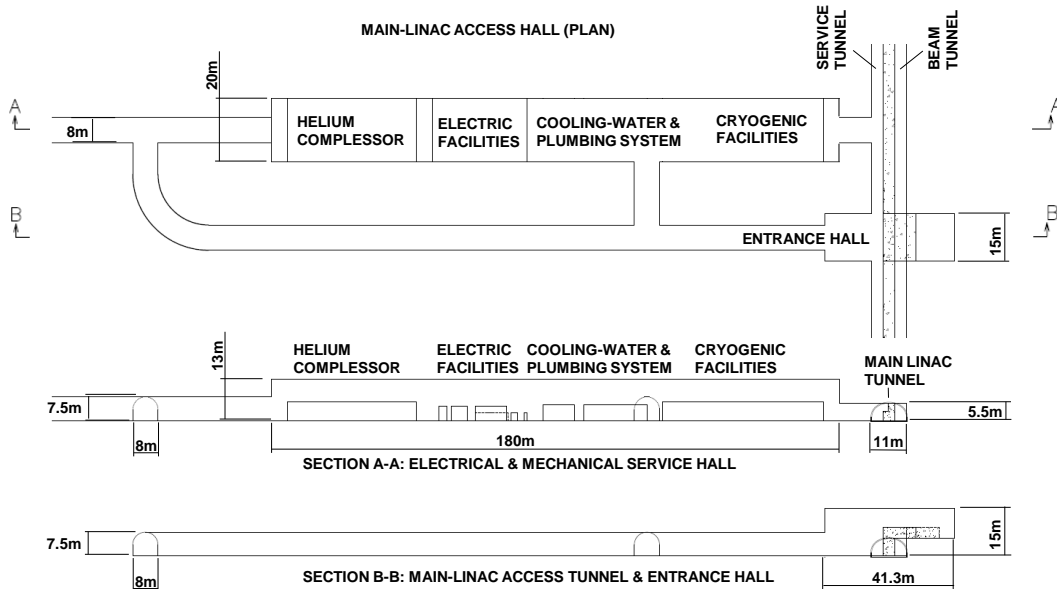 MAIN-LINAC ACCESS HALL (PLAN)
SERVICE
TUNNEL
BEAM
TUNNEL
20m
A
A
8m
HELIUM
COMPLESSOR
ELECTRIC
FACILITIES
COOLING-WATER &
PLUMBING SYSTEM
CRYOGENIC
FACILITIES
B
B
ENTRANCE HALL
15m
13m
HELIUM
COMPLESSOR
ELECTRIC
FACILITIES
COOLING-WATER &
PLUMBING SYSTEM
CRYOGENIC
FACILITIES
MAIN LINAC
TUNNEL
7.5m
5.5m
8m
180m
11m
SECTION A-A: ELECTRICAL & MECHANICAL SERVICE HALL
7.5m
15m
8m
SECTION B-B: MAIN-LINAC ACCESS TUNNEL & ENTRANCE HALL
41.3m